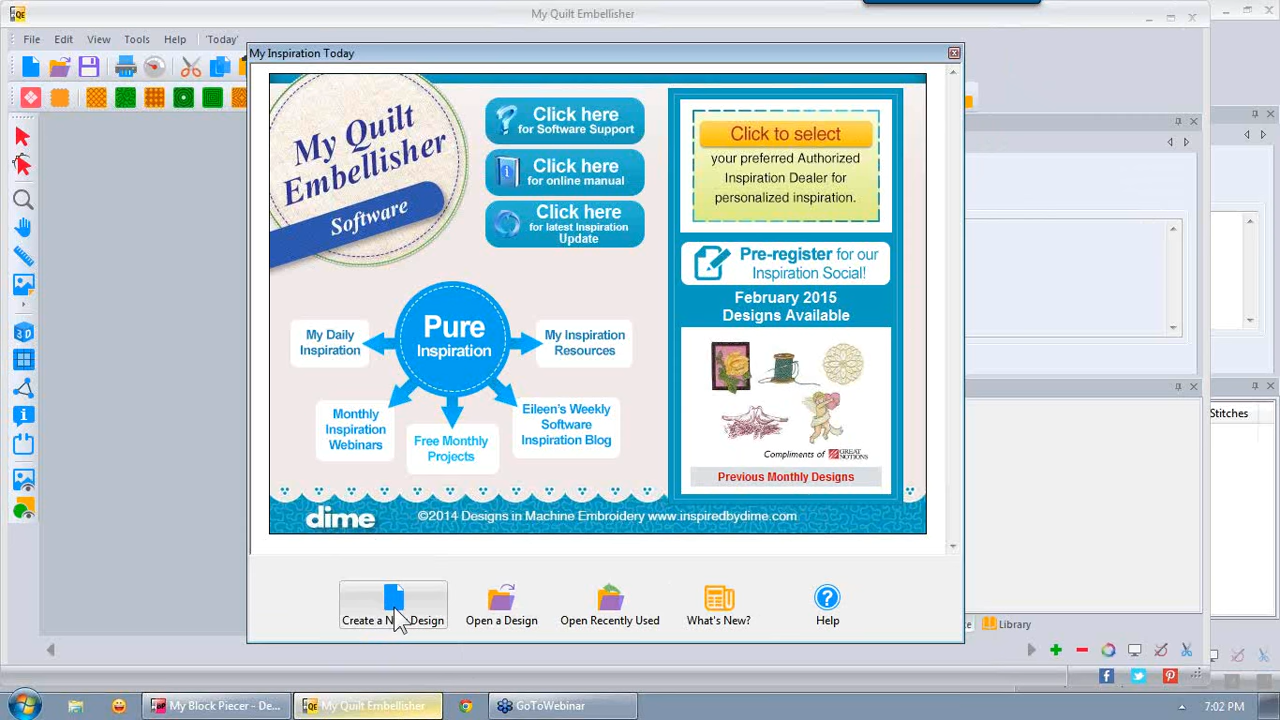 My Quilt Embellisher
File Edit View Tools Help 'Today'
My Inspiration Today
My Quilt
Embellisher
Software
Click here
for Software Support
Click here
for online manual
Click here
for latest Inspiration
Update
Click to select
your preferred Authorized
Inspiration Dealer for
personalized inspiration.
Pre-register for our
Inspiration Social!
February 2015
Designs Available
Compliments of GREAT NOTIONS
Previous Monthly Designs
Pure
Inspiration
My Daily
Inspiration
My Inspiration
Resources
Monthly
Inspiration
Webinars
Free Monthly
Projects
Eileen's Weekly
Software
Inspiration Blog
dime
©2014 Designs in Machine Embroidery www.inspiredbydime.com
Create a Design
Open a Design
Open Recently Used
What's New?
Help
Stitches
Library
My Block Piecer - De...
My Quilt Embellisher
GoToWebinar
7:02 PM